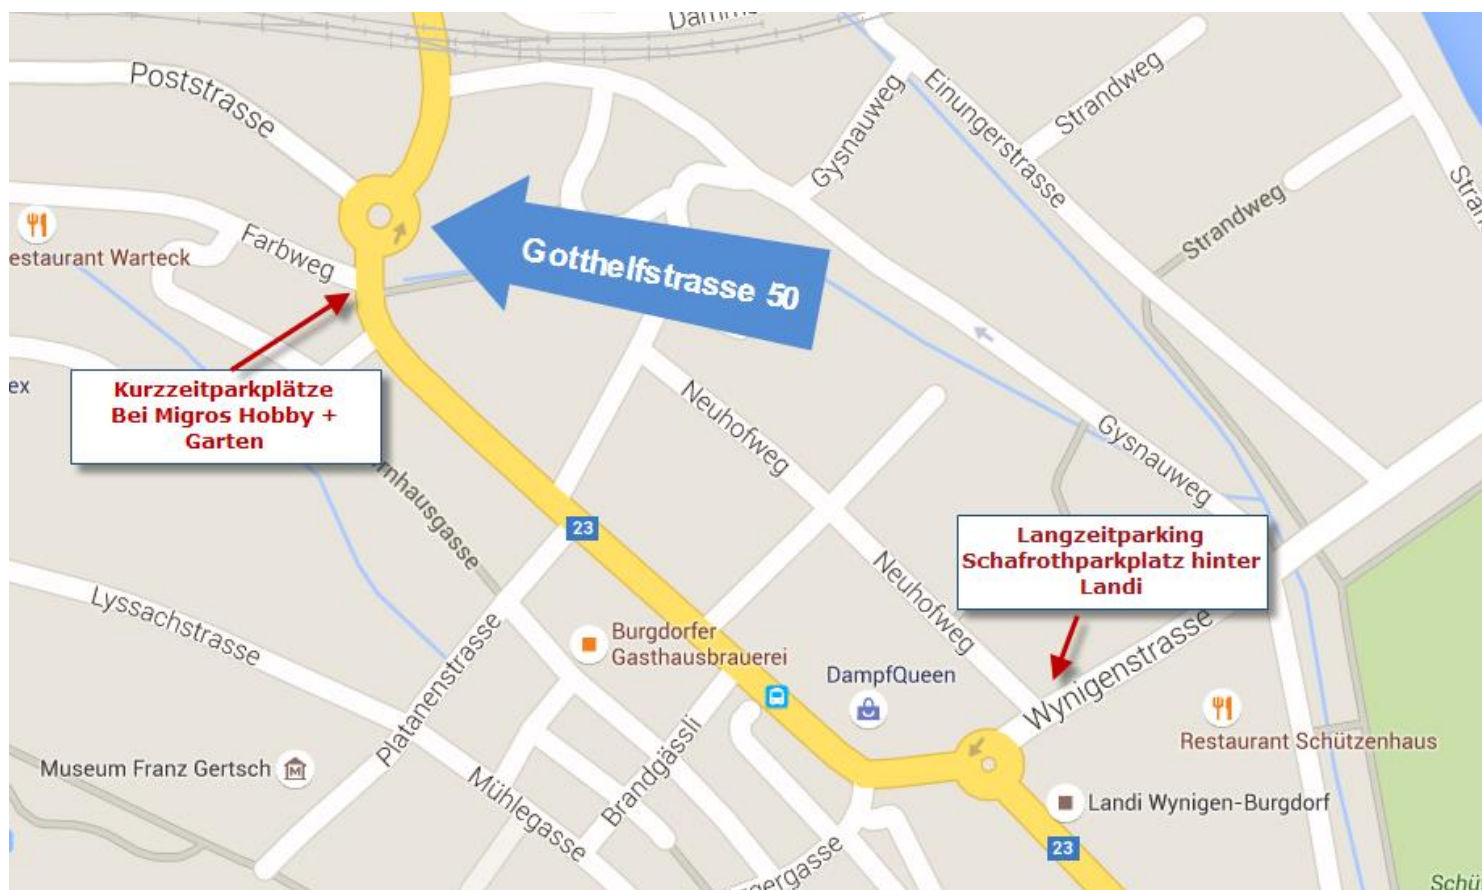 Poststrasse
Gysnauweg
Einungerstrasse
Strandweg
Strandweg
Farbweg
Restaurant Warteck
Gotthelfstrasse 50
Kurzzeitparkplätze
Bei Migros Hobby +
Garten
ex
Neuhofweg
Gysnauweg
23
Langzeitparking
Schafrothparkplatz hinter
Landi
Neuhofweg
Lyssachstrasse
Burgdorfer
Gasthausbrauerei
Platanenstrasse
DampfQueen
Wynigenstrasse
Restaurant Schützenhaus
Museum Franz Gertsch
M
Mühlegasse
Brandgässli
Landi Wynigen-Burgdorf
23